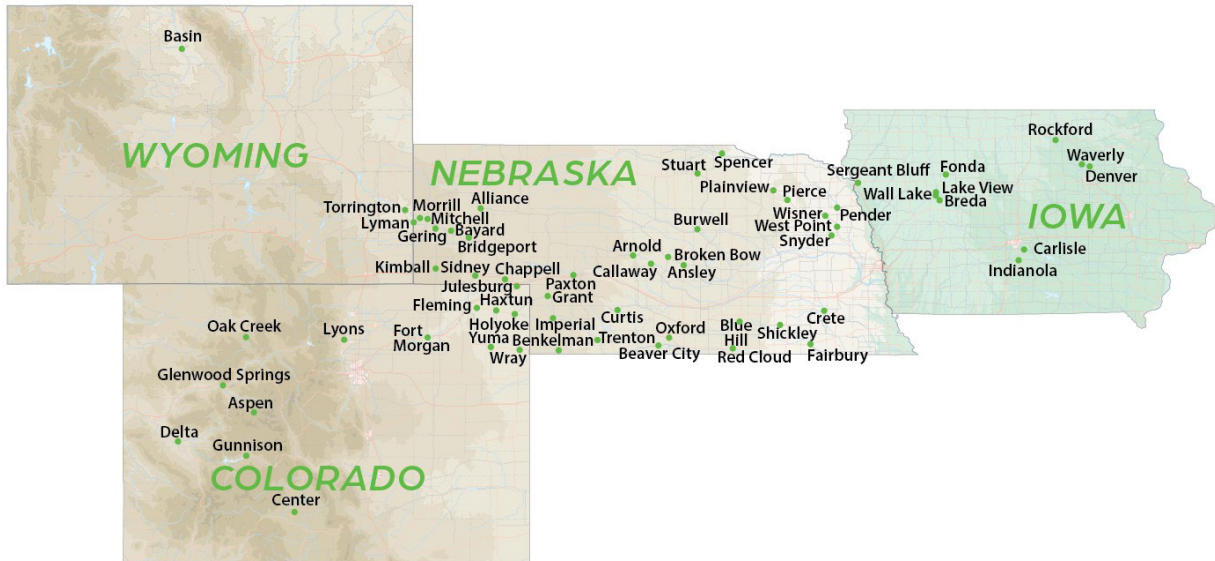 Basin
WYOMING
Torrington
Lyman
NEBRASKA
Morrill
Mitchell
Gering
Alliance
Bayard
Bridgeport
Kimball
Sidney
Chappell
Stuart
Spencer
Plainview
Pierce
Wisner
Pender
West Point
Snyder
Burwell
Arnold
Broken Bow
Callaway
Ansley
Paxton
Grant
Imperial
Benkelman
Curtis
Trenton
Oxford
Beaver City
Blue
Hill
Red Cloud
Shickley
Crete
Fairbury
IOWA
Sergeant Bluff
Fonda
Wall Lake
Lake View
Breda
Rockford
Waverly
Denver
Carlisle
Indianola
COLORADO
Julesburg
Fleming
Haxtun
Holyoke
Yuma
Wray
Oak Creek
Lyons
Fort
Morgan
Glenwood Springs
Aspen
Delta
Gunnison
Center